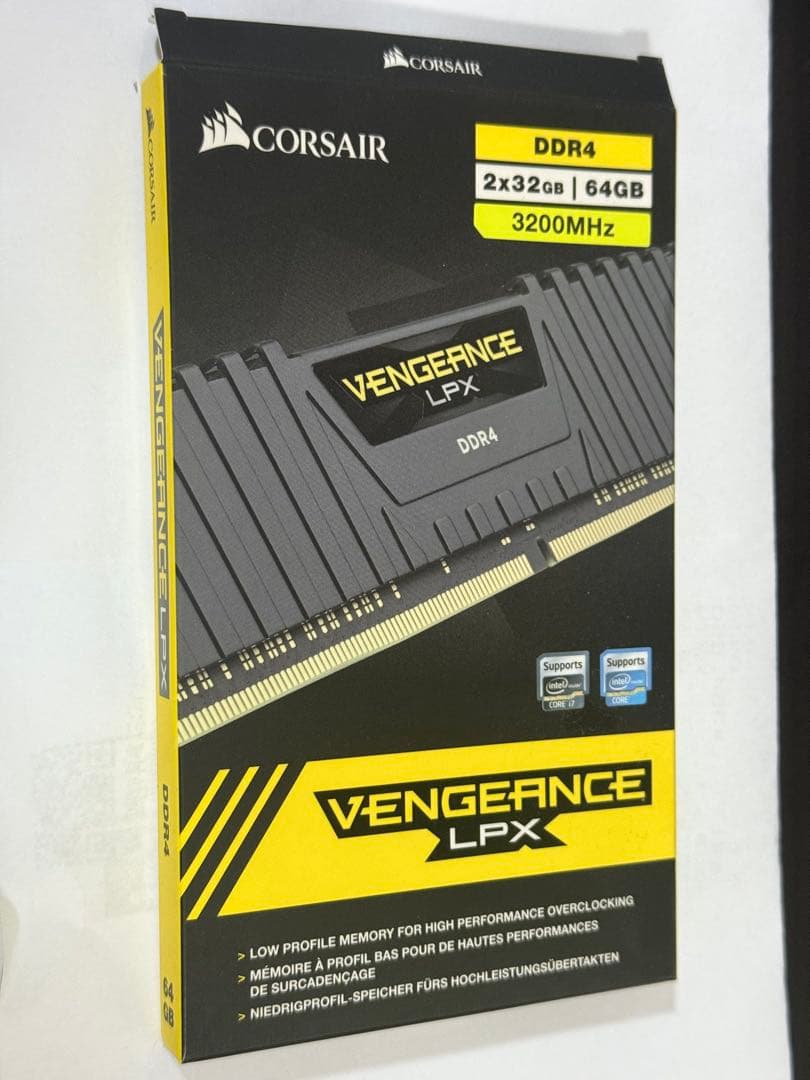 CORSAIR
CORSAIR
DDR4
2x32GB | 64GB
3200MHz
VENGEANCE
LPX
DDR4
Supports
intel inside
CORE i7
Supports
intel inside
CORE
VENGEANCE
LPX
> LOW PROFILE MEMORY FOR HIGH PERFORMANCE OVERCLOCKING
> MÉMOIRE À PROFIL BAS POUR DE HAUTES PERFORMANCES
DE SURCADENÇAGE
> NIEDRIGPROFIL-SPEICHER FÜRS HOCHLEISTUNGSÜBERTAKTEN
CORSAIR
VENGEANCE LPX
DDR4
64
GB